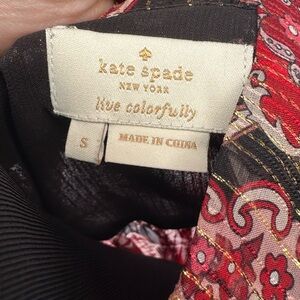 kate spade
NEW YORK
live colorfully
S
MADE IN CHINA